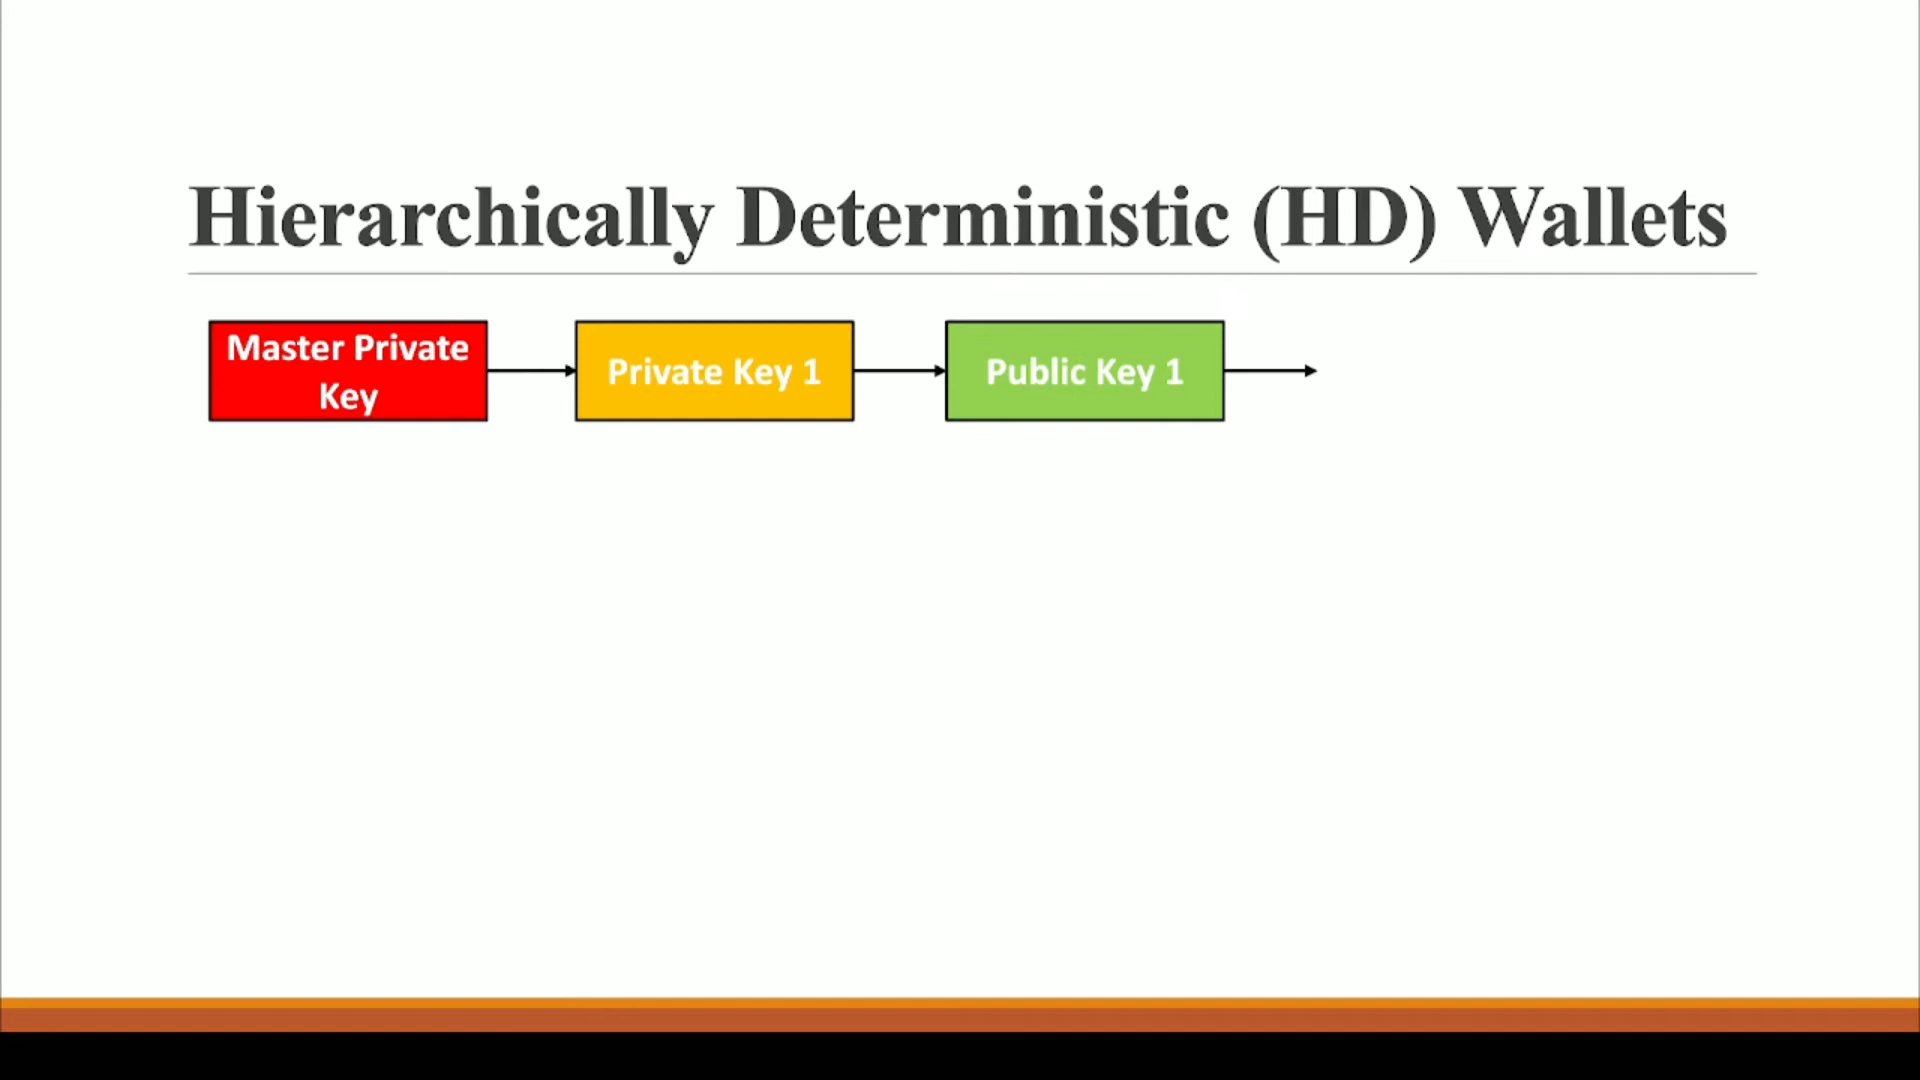 Hierarchically Deterministic (HD) Wallets
Master Private
Key
Private Key 1
Public Key 1